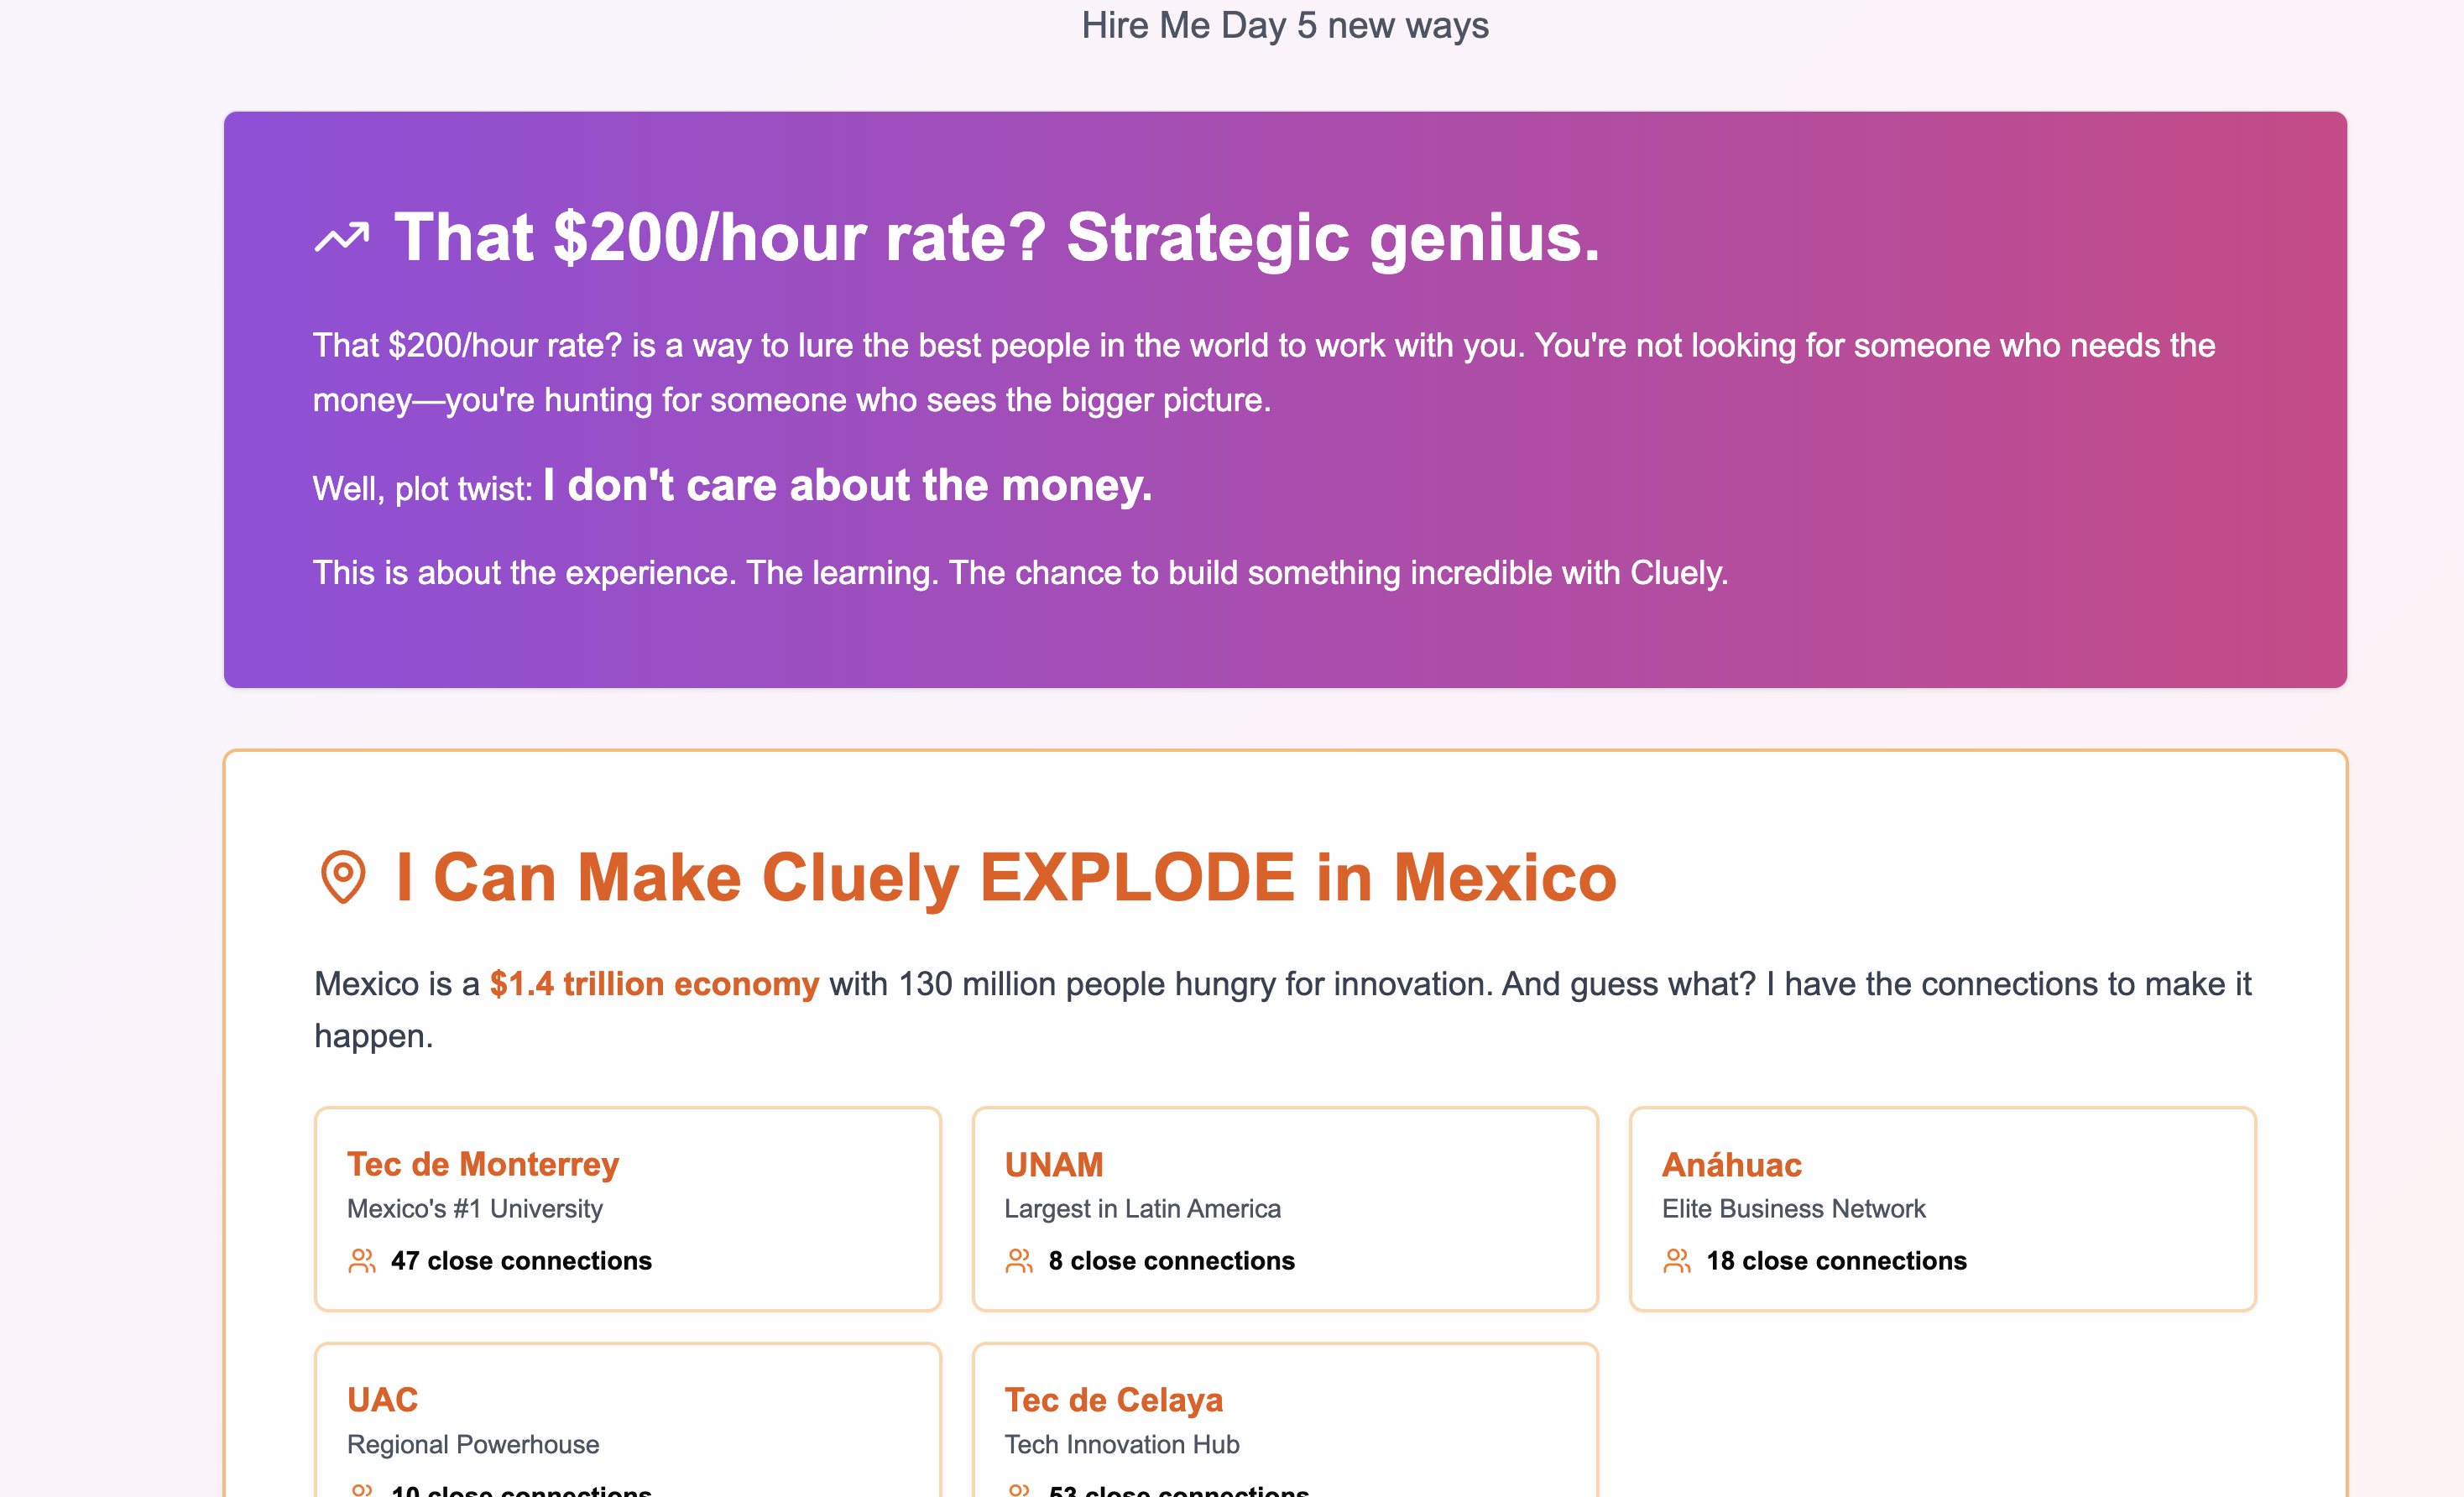 Hire Me Day 5 new ways
That $200/hour rate? Strategic genius.
That $200/hour rate? is a way to lure the best people in the world to work with you. You're not looking for someone who needs the
money—you're hunting for someone who sees the bigger picture.
Well, plot twist: I don't care about the money.
This is about the experience. The learning. The chance to build something incredible with Cluely.
I Can Make Cluely EXPLODE in Mexico
Mexico is a $1.4 trillion economy with 130 million people hungry for innovation. And guess what? I have the connections to make it
happen.
Tec de Monterrey
Mexico's #1 University
47 close connections
UNAM
Largest in Latin America
8 close connections
Anáhuac
Elite Business Network
18 close connections
UAC
Regional Powerhouse
10 close connections
Tec de Celaya
Tech Innovation Hub
53 close connections